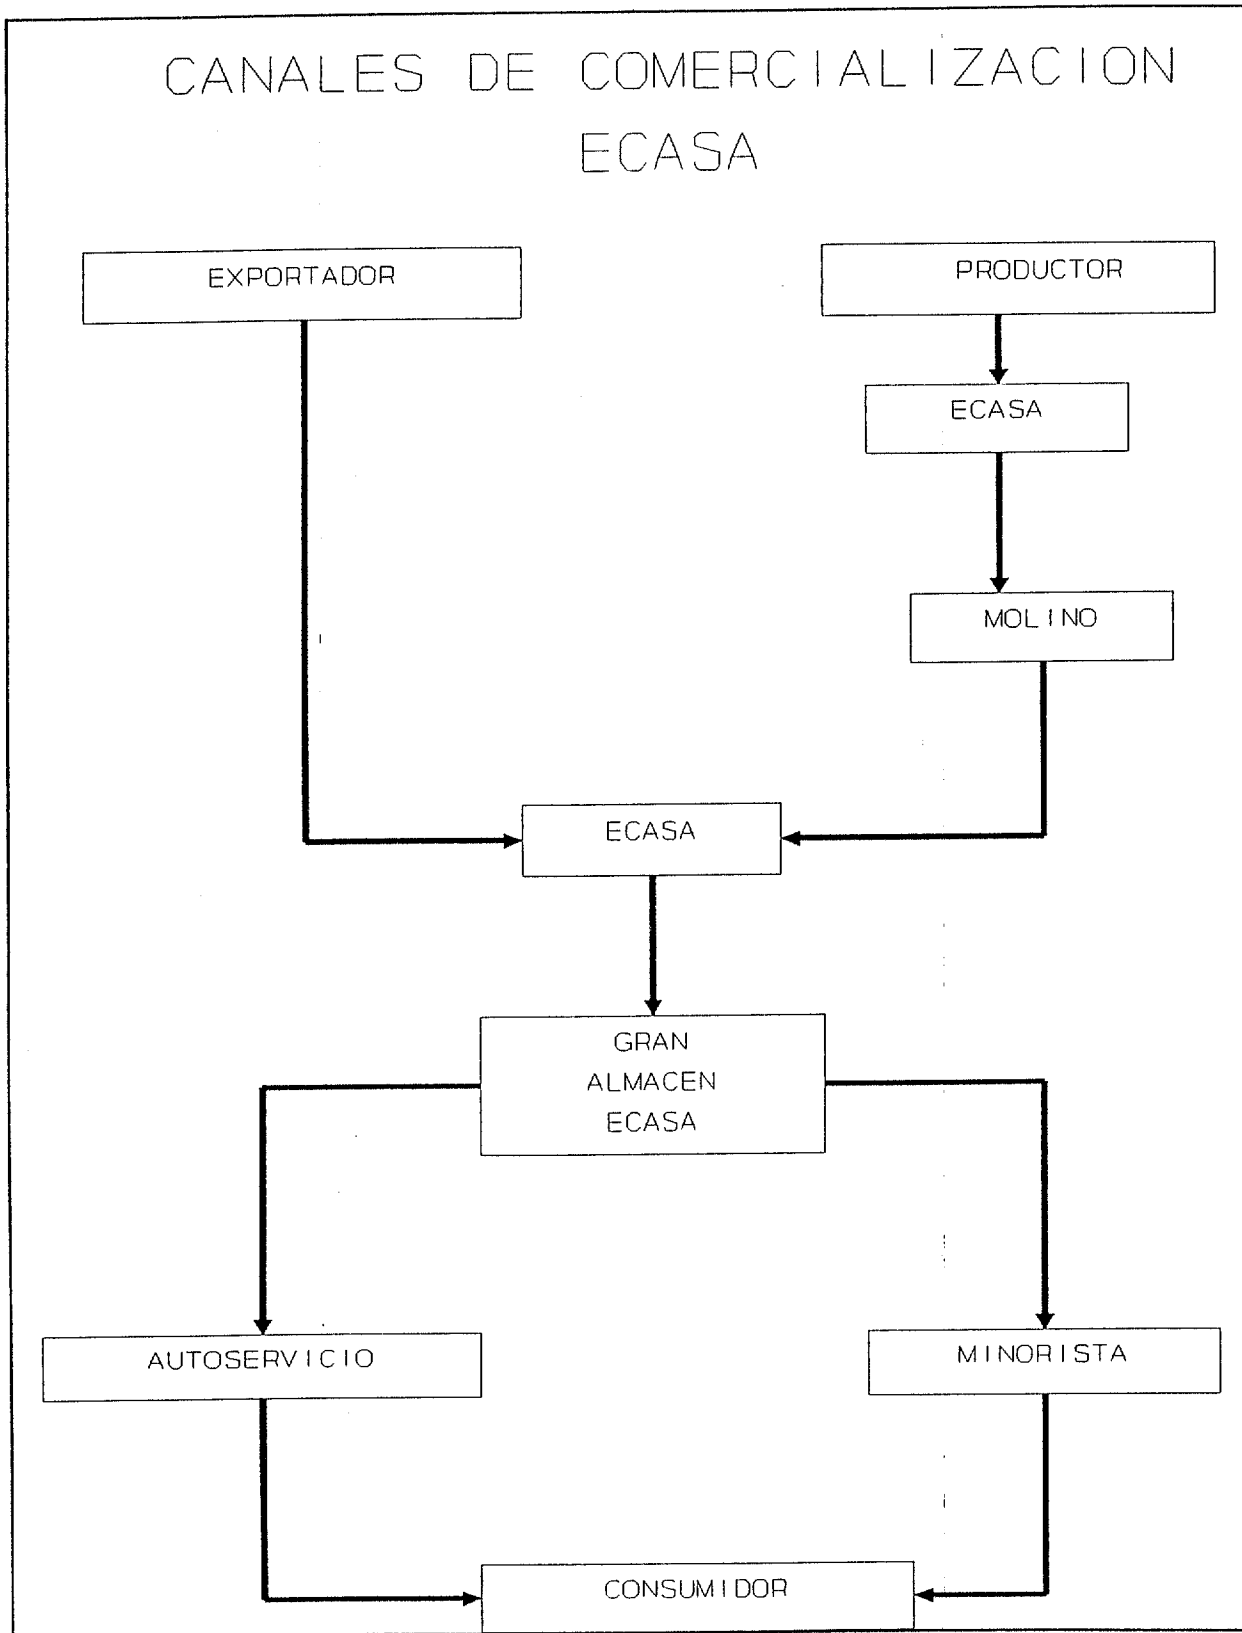 CANALES DE COMERCIALIZACION
ECASA
EXPORTADOR
PRODUCTOR
ECASA
MOLINO
ECASA
GRAN
ALMACEN
ECASA
AUTOSERVICIO
MINORISTA
CONSUMIDOR